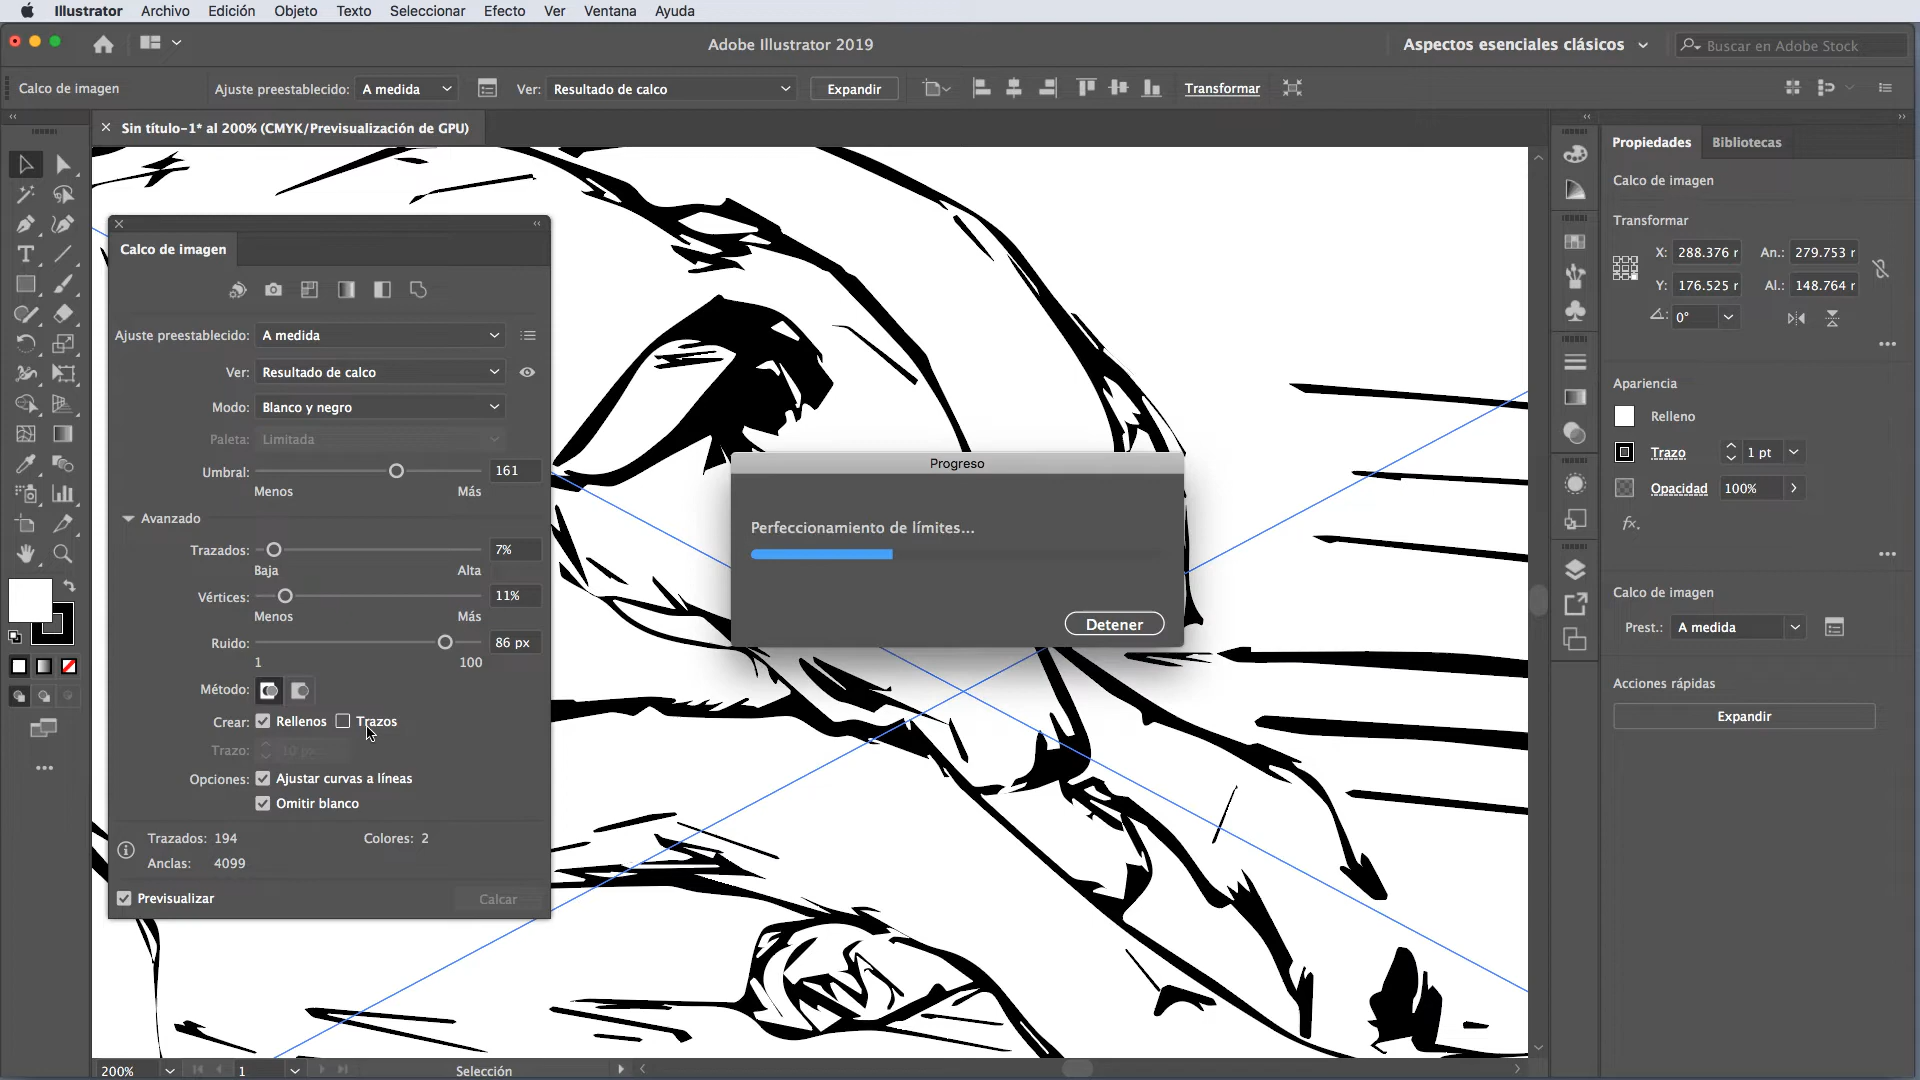 Illustrator Archivo Edición Objeto Texto Seleccionar Efecto Ver Ventana Ayuda
Adobe Illustrator 2019
Aspectos esenciales clásicos
Buscar en Adobe Stock
Calco de imagen
Ajuste preestablecido: A medida
Ver: Resultado de calco
Expandir
Transformar
Sin título-1* al 200% (CMYK/Previsualización de GPU)
Calco de imagen
Ajuste preestablecido: A medida
Ver: Resultado de calco
Modo: Blanco y negro
Paleta: Limitada
Umbral: 161
Menos Más
Avanzado
Trazados: 7%
Baja Alta
Vértices: 11%
Menos Más
Ruido: 86 px
1 100
Método:
Crear: Rellenos Trazos
Trazo: 10 px
Opciones: Ajustar curvas a líneas
Omitir blanco
Trazados: 194 Colores: 2
Anclas: 4099
Previsualizar Calcar
Progreso
Perfeccionamiento de límites...
Detener
Propiedades Bibliotecas
Calco de imagen
Transformar
X: 288.376 r An.: 279.753 r
Y: 176.525 r Al.: 148.764 r
0°
Apariencia
Relleno
Trazo 1 pt
Opacidad 100%
fx.
Calco de imagen
Prest.: A medida
Acciones rápidas
Expandir
200% 1 Selección